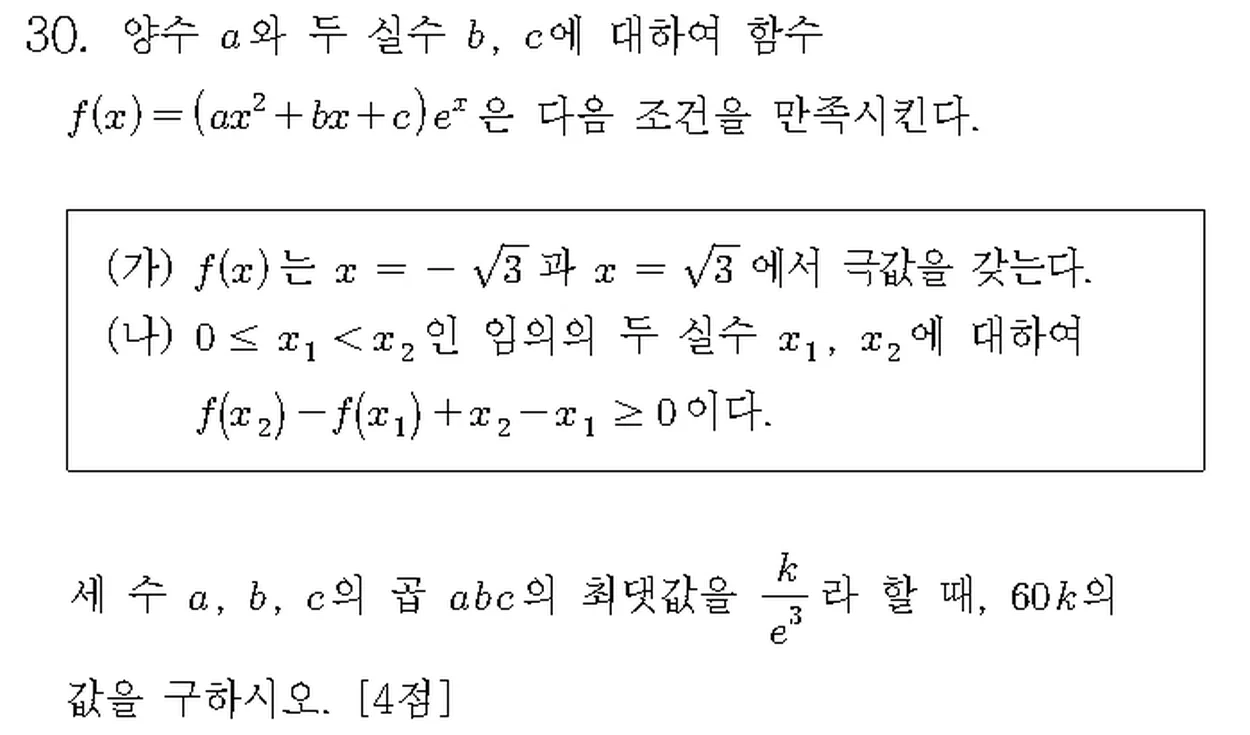 30. 양수 a와 두 실수 b, c에 대하여 함수
f(x)=(ax²+bx+c)eˣ은 다음 조건을 만족시킨다.
(가) f(x)는 x = -√3 과 x = √3 에서 극값을 갖는다.
(나) 0 ≤ x₁ < x₂인 임의의 두 실수 x₁, x₂에 대하여
f(x₂)-f(x₁)+x₂-x₁ ≥ 0이다.
세 수 a, b, c의 곱 abc의 최댓값을 k/e³ 라 할 때, 60k의
값을 구하시오. [4점]